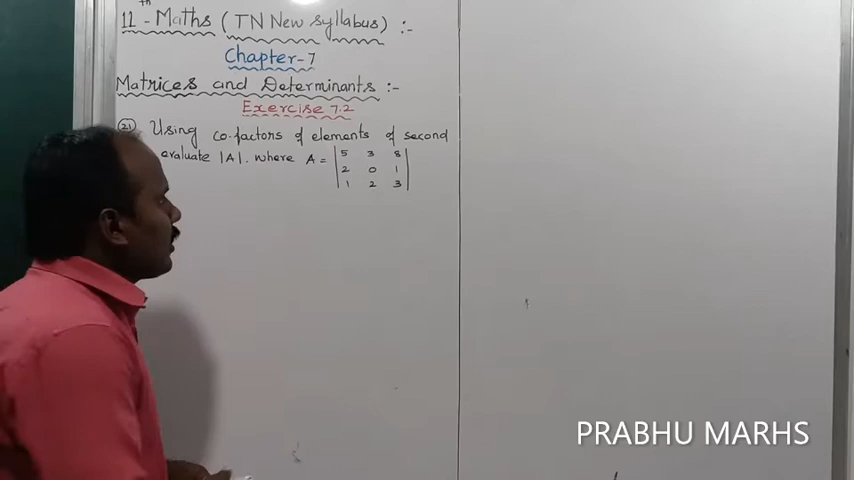 11th - Maths (TN New Syllabus) :-
Chapter-7
Matrices and Determinants :-
Exercise 7.2
(21) Using co-factors of elements of second
evaluate |A|. where A = | 5 3 8 |
| 2 0 1 |
| 1 2 3 |
PRABHU MARHS